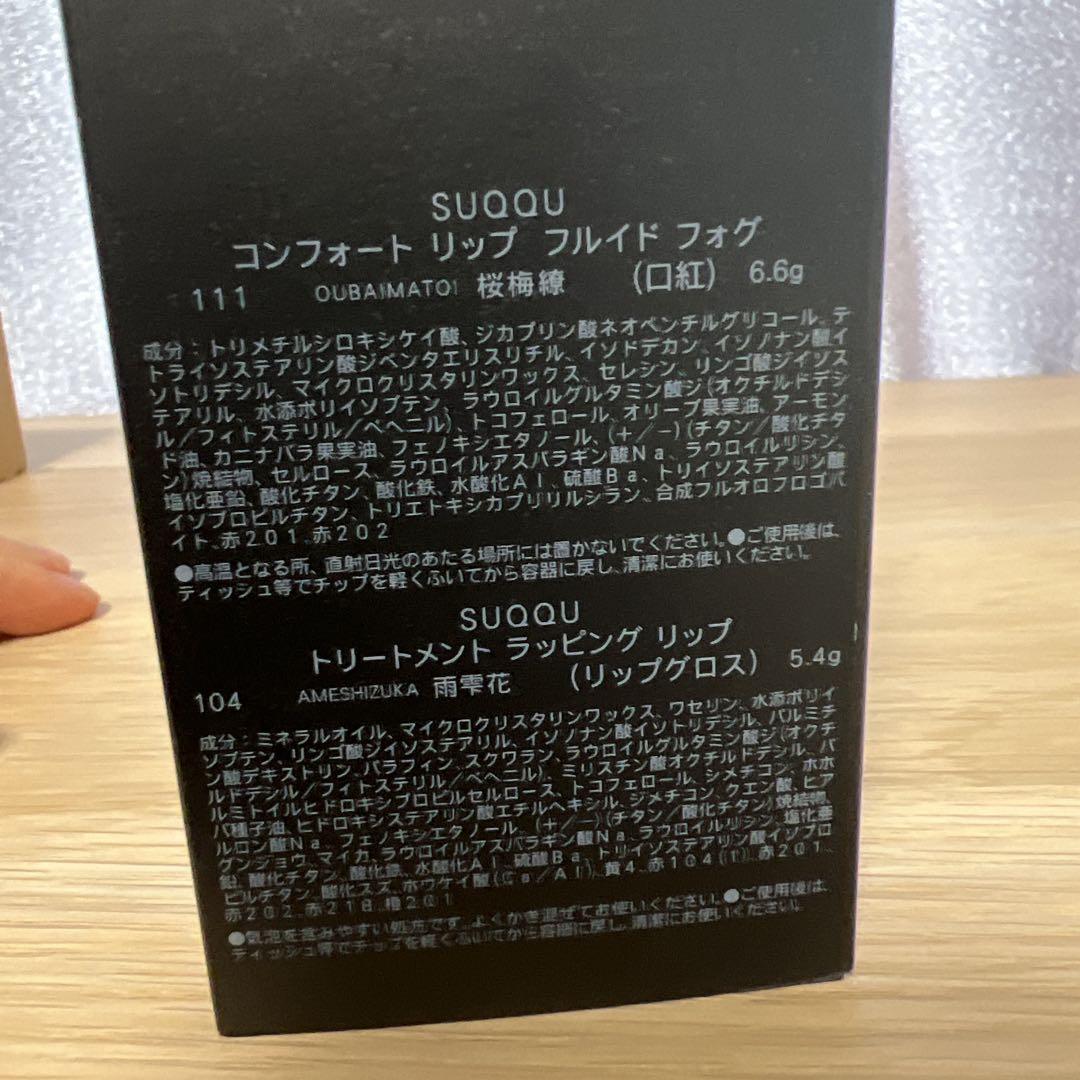 SUQQU
コンフォート リップ フルイド フォグ
111 OUBAIMATOI 桜梅繚 (口紅) 6.6g
成分：トリメチルシロキシケイ酸、ジカプリン酸ネオペンチルグリコール、テ
トライソステアリン酸ジペンタエリスリチル、イソドデカン、イソノナン酸イ
ソトリデシル、マイクロクリスタリンワックス、セレシン、リンゴ酸ジイソス
テアリル、水添ポリイソブテン、ラウロイルグルタミン酸ジ(オクチルドデシ
ル/フィトステリル/ベヘニル)、トコフェロール、オリーブ果実油、アーモン
ド油、カニナバラ果実油、フェノキシエタノール、(+/-)(チタン/酸化チタ
ン)焼結物、セルロース、ラウロイルアスパラギン酸Na、ラウロイルリシン、
塩化亜鉛、酸化チタン、酸化鉄、水酸化Al、硫酸Ba、トリイソステアリン酸
イソプロピルチタン、トリエトキシカプリリルシラン、合成フルオロフロゴパ
イト、赤201、赤202
●高温となる所、直射日光のあたる場所には置かないでください。●ご使用後は、
ティッシュ等でチップを軽くふいてから容器に戻し、清潔にお使いください。
SUQQU
トリートメント ラッピング リップ
104 AMESHIZUKA 雨雫花 (リップグロス) 5.4g
成分：ミネラルオイル、マイクロクリスタリンワックス、ワセリン、水添ポリイ
ソブテン、リンゴ酸ジイソステアリル、イソノナン酸イソトリデシル、パルミチ
ン酸デキストリン、パラフィン、スクワラン、ラウロイルグルタミン酸ジ(オクチ
ルドデシル/フィトステリル/ベヘニル)、ミリスチン酸オクチルドデシル、パ
ルミトイルヒドロキシプロピルセルロース、トコフェロール、シメチコン、ホホ
バ種子油、ヒドロキシステアリン酸エチルヘキシル、ジメチコン、クエン酸、ヒア
ルロン酸Na、フェノキシエタノール、(+/-)(チタン/酸化チタン)焼結物、
グンジョウ、マイカ、ラウロイルアスパラギン酸Na、ラウロイルリシン、塩化亜
鉛、酸化チタン、酸化鉄、水酸化Al、硫酸Ba、トリイソステアリン酸イソプロ
ピルチタン、酸化スズ、ホウケイ酸(Ca/Al)、黄4、赤104(1)、赤201、
赤202、赤218、橙201
●気泡を含みやすい処方です。よくかき混ぜてお使いください。●ご使用後は、
ティッシュ等でチップを軽くふいてから容器に戻し、清潔にお使いください。